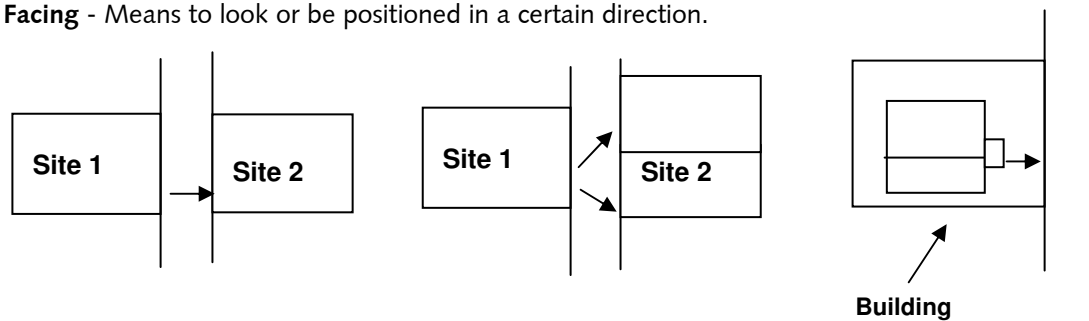 Facing - Means to look or be positioned in a certain direction.
Site 1
Site 2
Site 1
Site 2
Building